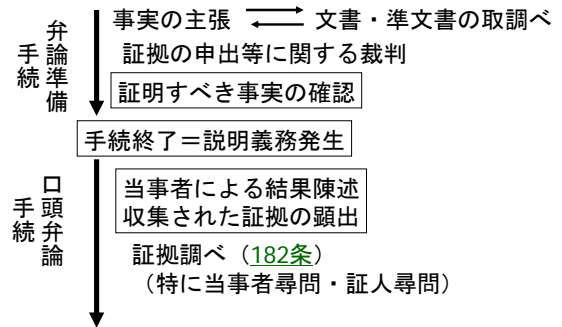 弁論準備
手続
事実の主張 文書・準文書の取調べ
証拠の申出等に関する裁判
証明すべき事実の確認
手続終了＝説明義務発生
口頭弁論
手続
当事者による結果陳述
収集された証拠の顕出
証拠調べ（182条）
（特に当事者尋問・証人尋問）